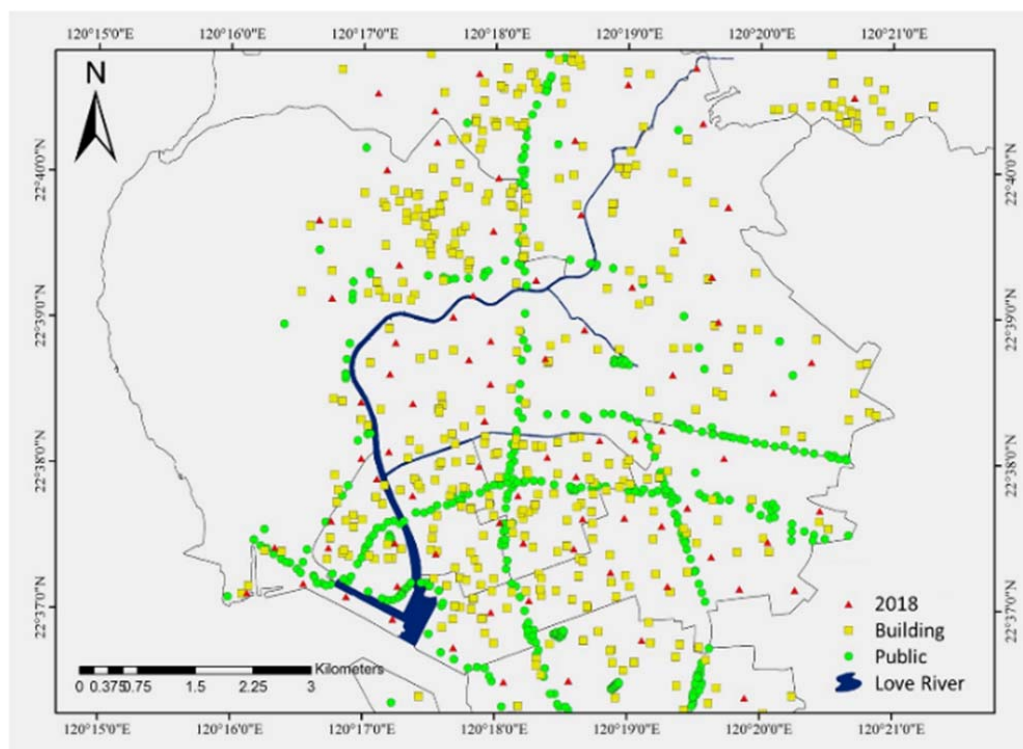 120°15'0"E 120°16'0"E 120°17'0"E 120°18'0"E 120°19'0"E 120°20'0"E 120°21'0"E
N
22°40'0"N 22°40'0"N
22°39'0"N 22°39'0"N
22°38'0"N 22°38'0"N
22°37'0"N 22°37'0"N
2018
Building
Public
Love River
Kilometers
0 0.3750.75 1.5 2.25 3
120°15'0"E 120°16'0"E 120°17'0"E 120°18'0"E 120°19'0"E 120°20'0"E 120°21'0"E